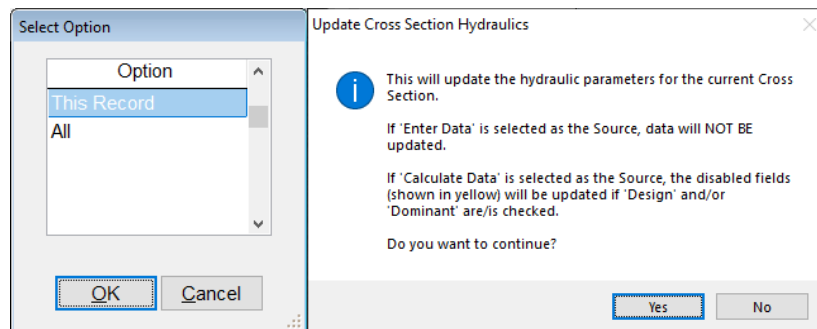 Select Option
Option
This Record
All
OK
Cancel
Update Cross Section Hydraulics
This will update the hydraulic parameters for the current Cross
Section.
If 'Enter Data' is selected as the Source, data will NOT BE
updated.
If 'Calculate Data' is selected as the Source, the disabled fields
(shown in yellow) will be updated if 'Design' and/or
'Dominant' are/is checked.
Do you want to continue?
Yes
No